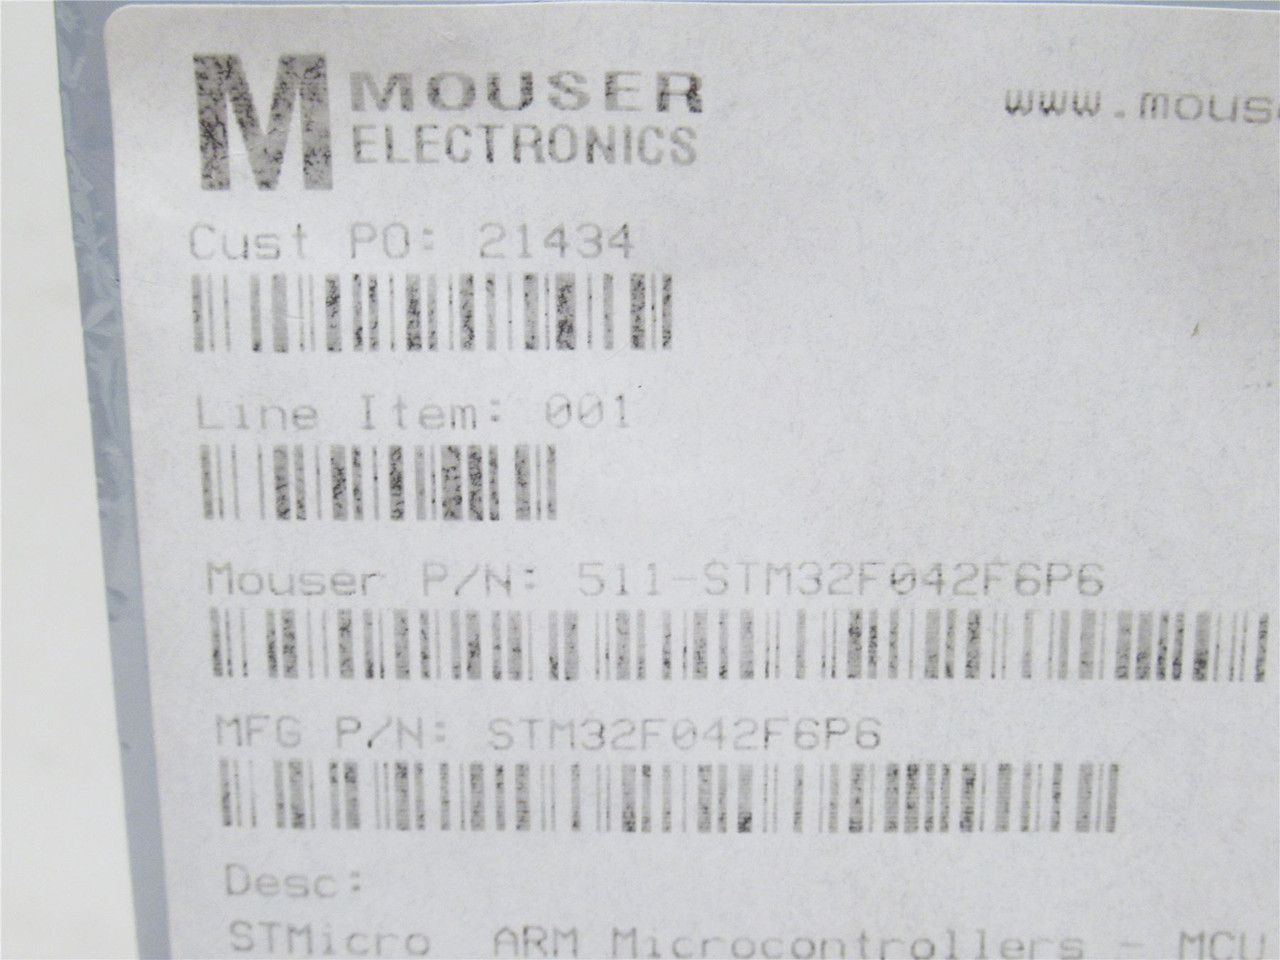 M MOUSER
ELECTRONICS
www.mous
Cust PO: 21434
Line Item: 001
Mouser P/N: 511-STM32F042F6P6
MFG P/N: STM32F042F6P6
Desc:
STMicro ARM Microcontrollers - MCU